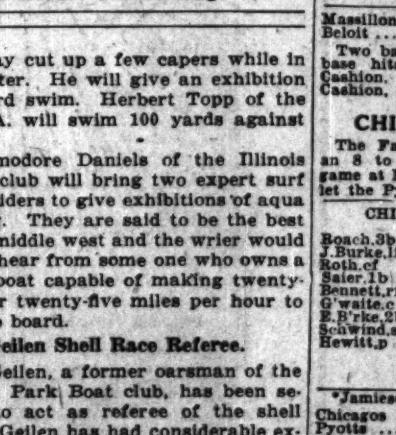 ay cut up a few capers while in
ter. He will give an exhibition
rd swim. Herbert Topp of the
A. will swim 100 yards against
modore Daniels of the Illinois
club will bring two expert surf
iders to give exhibitions of aqua
. They are said to be the best
middle west and the wrier would
hear from some one who owns a
boat capable of making twenty-
r twenty-five miles per hour to
board.
eilen Shell Race Referee.
Geilen, a former oarsman of the
Park Boat club, has been se-
to act as referee of the shell
Geilen has had considerable ex-
Massillon
Beloit ...
Two ba
base hits
Cashion,
Cashion,
CHI
The Fa
an 8 to
game at
let the P
CHI
Roach,3b
J.Burke,l
Roth,cf
Saier,1b
Bennett,r
G'waite,c
E.B'rke,2
Schwind,s
Hewitt,p
*Jamies
Chicagos
Pyotts ...